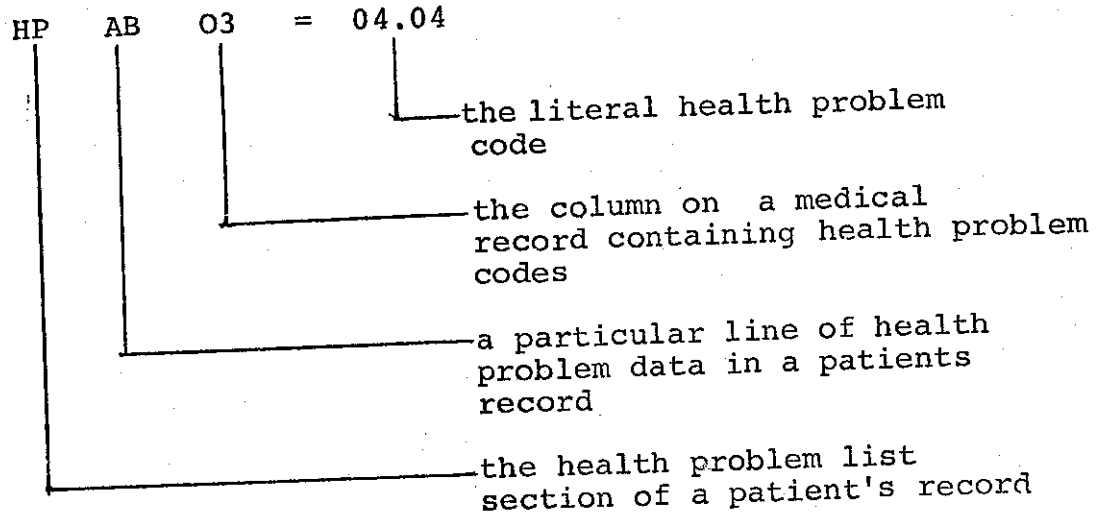 HP AB O3 = 04.04
the literal health problem
code
the column on a medical
record containing health problem
codes
a particular line of health
problem data in a patients
record
the health problem list
section of a patient's record